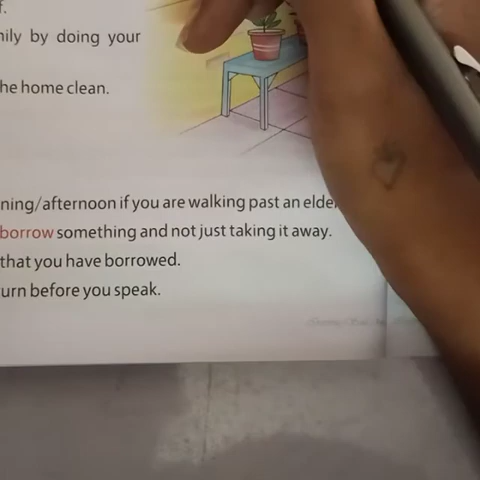 f.
nily by doing your
he home clean.
ning/afternoon if you are walking past an elde
borrow something and not just taking it away.
that you have borrowed.
urn before you speak.